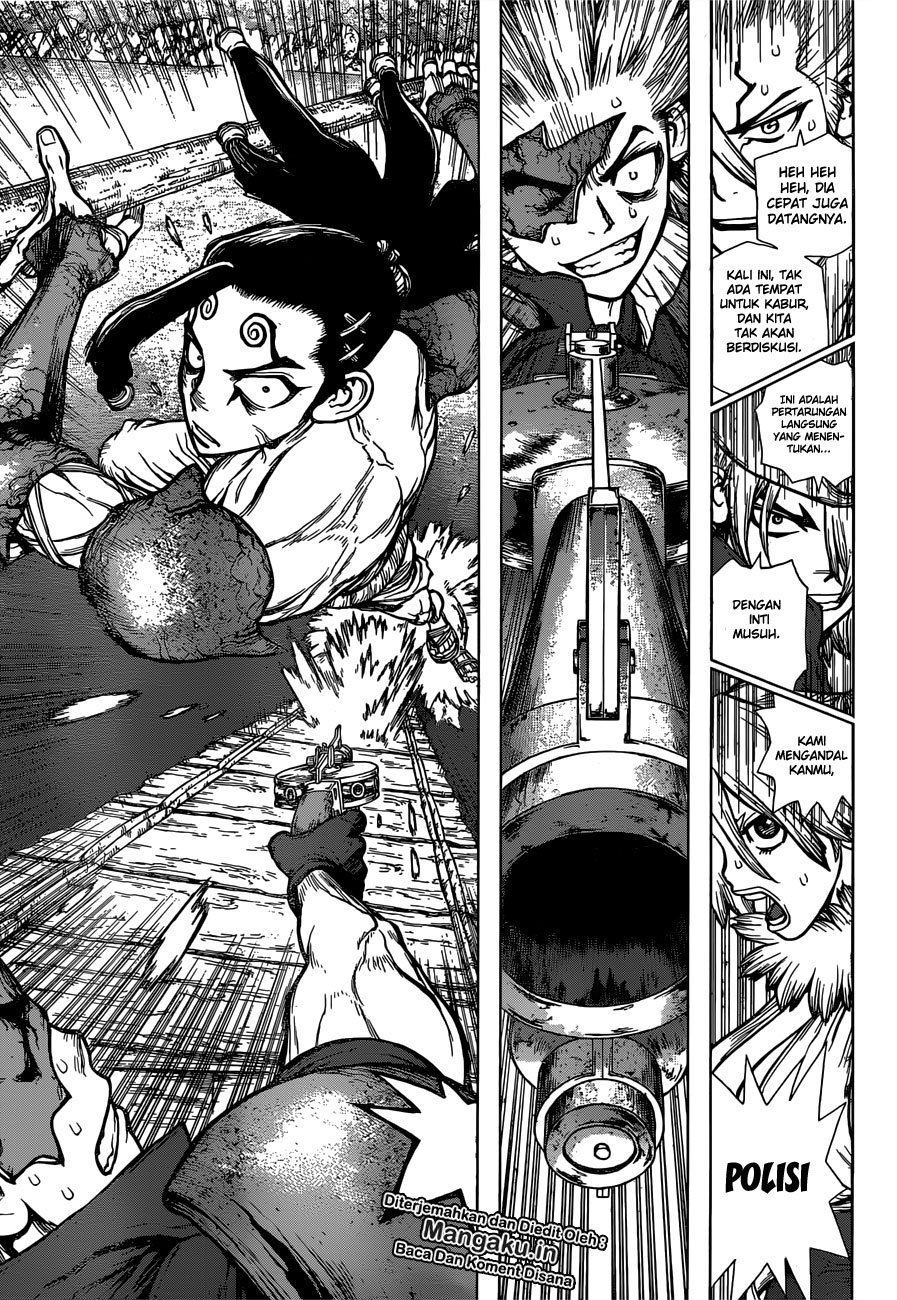 HEH HEH
HEH, DIA
CEPAT JUGA
DATANGNYA.
KALI INI, TAK
ADA TEMPAT
UNTUK KABUR,
DAN KITA
TAK AKAN
BERDISKUSI.
INI ADALAH
PERTARUNGAN
LANGSUNG
YANG MENEN-
TUKAN...
DENGAN
INTI
MUSUH.
KAMI
MENGANDAL
KANMU,
POLISI
Diterjemahkan dan Diedit Oleh:
Mangaku.in
Baca Dan Koment Disana